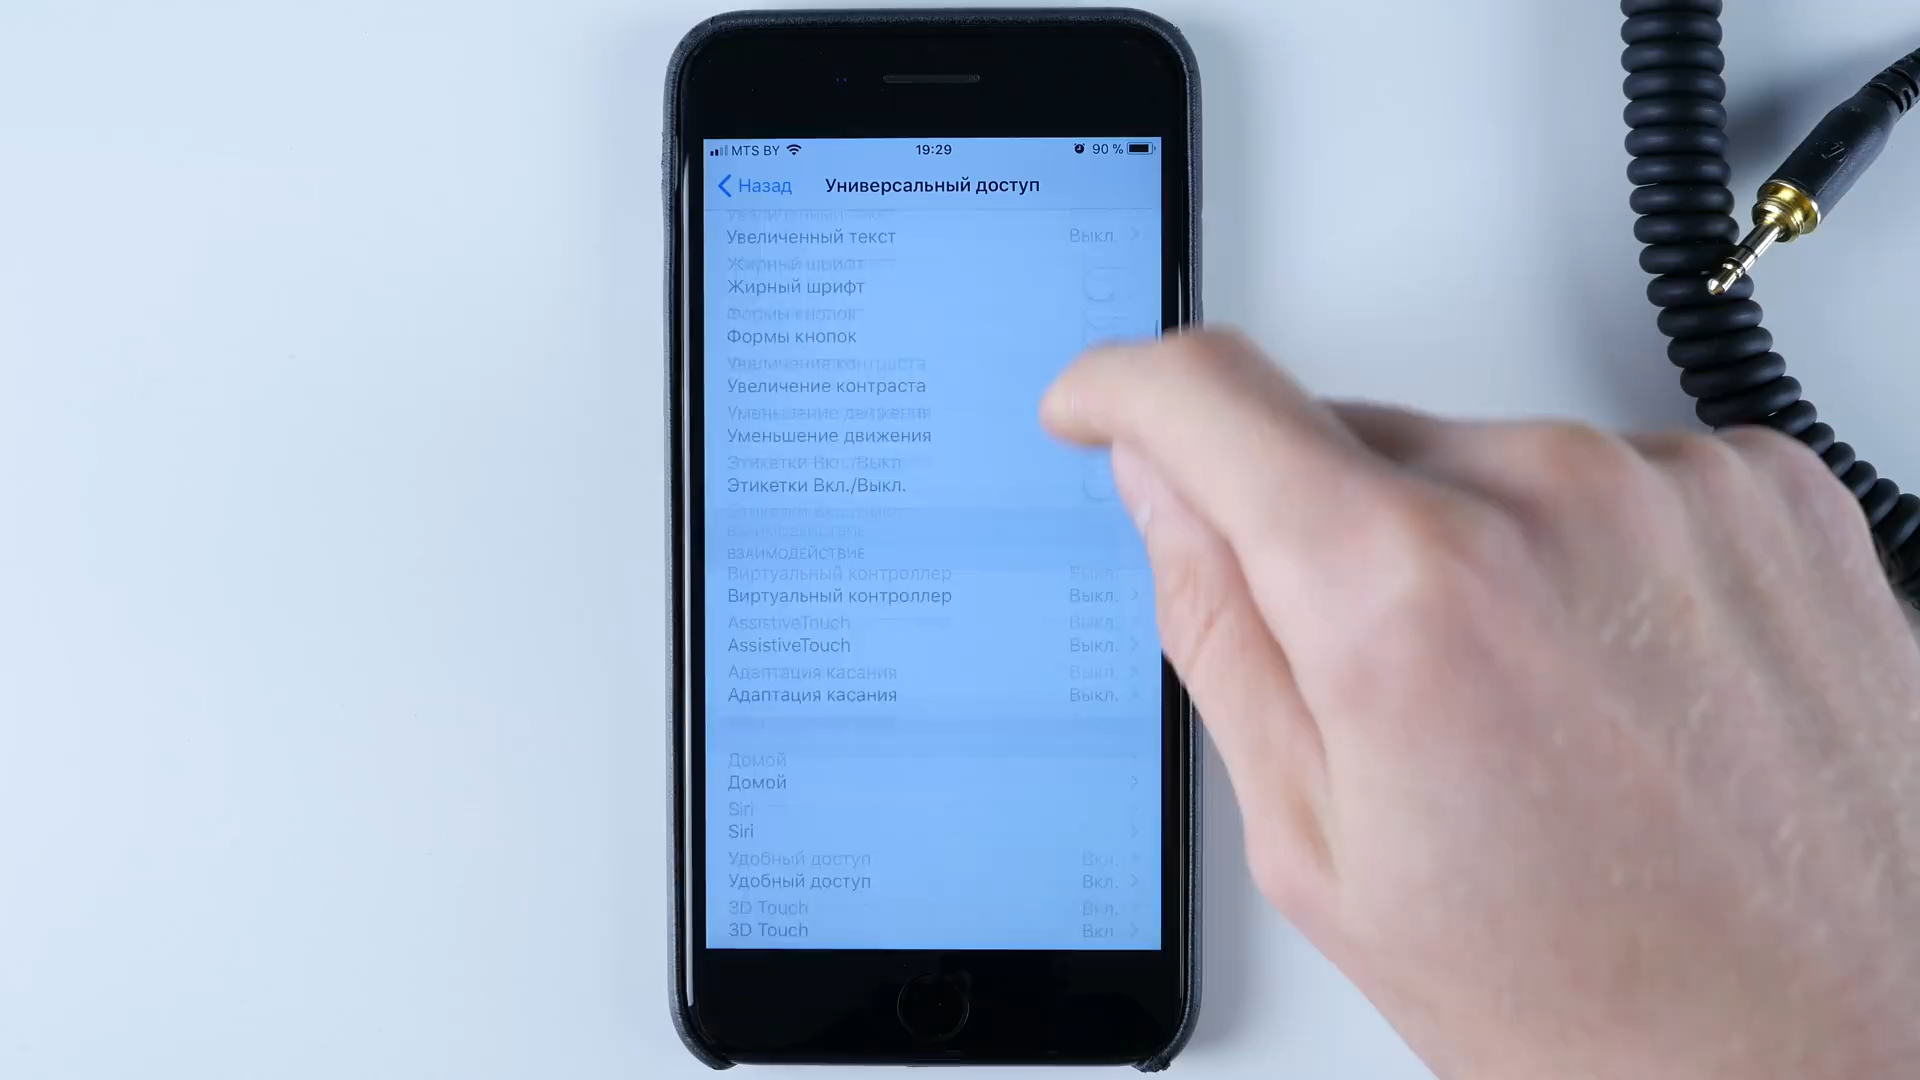 MTS BY
19:29
90 %
Назад
Универсальный доступ
Увеличенный текст Выкл.
Жирный шрифт
Формы кнопок
Увеличение контраста
Уменьшение движения
Этикетки Вкл./Выкл.
ВЗАИМОДЕЙСТВИЕ
Виртуальный контроллер Выкл.
AssistiveTouch Выкл.
Адаптация касания Выкл.
Домой
Siri
Удобный доступ Вкл.
3D Touch Вкл